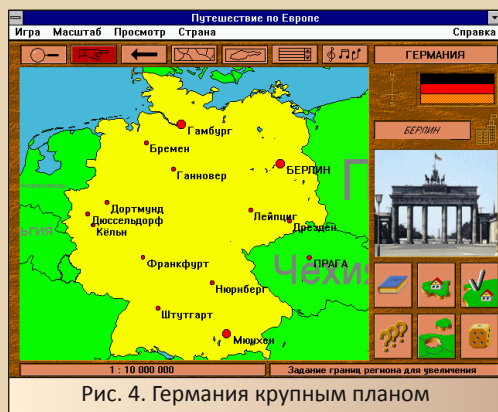 Путешествие по Европе
Игра Масштаб Просмотр Страна Справка
ГЕРМАНИЯ
БЕРЛИН
Гамбург
Бремен
Ганновер
БЕРЛИН
Дортмунд
Дюссельдорф
Кёльн
Лейпциг
Дрезден
Франкфурт
ПРАГА
Чехия
Нюрнберг
Штутгарт
Мюнхен
1 : 10 000 000
Задание границ региона для увеличения
Рис. 4. Германия крупным планом